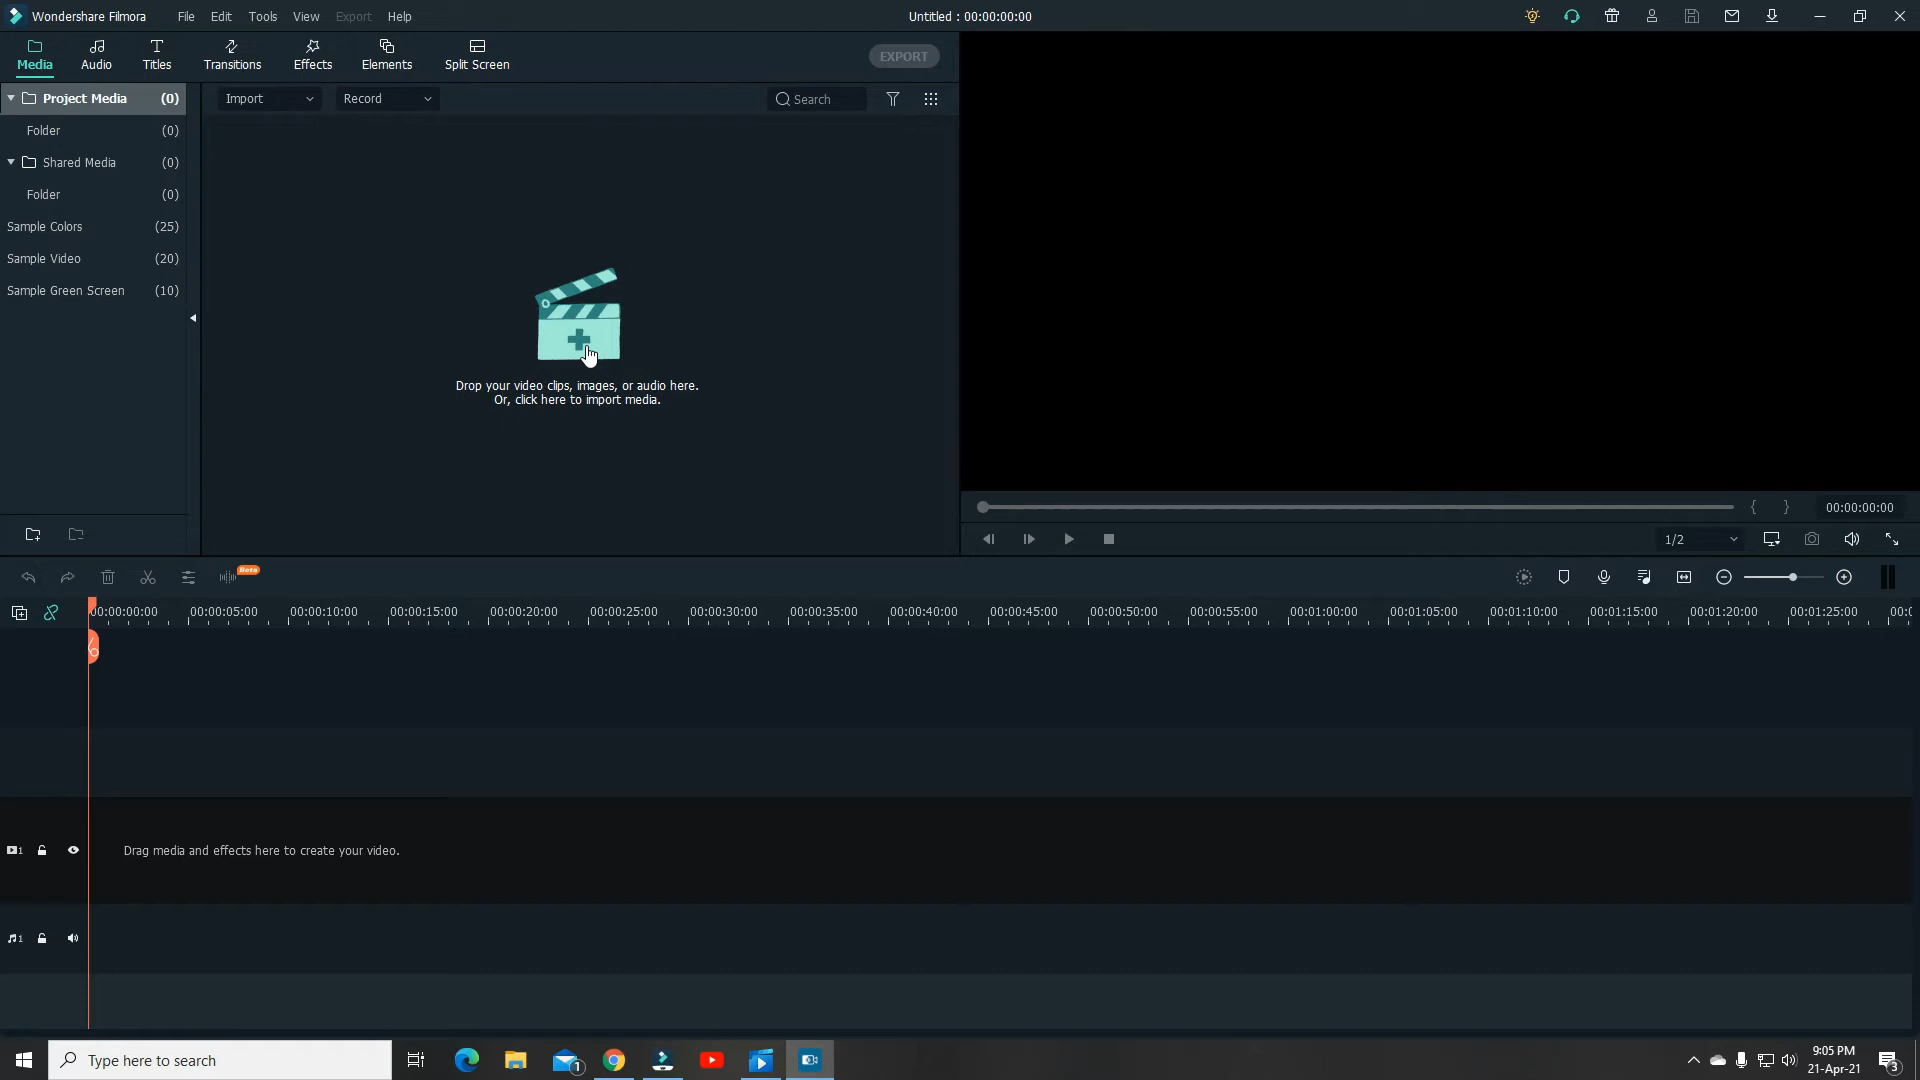 Wondershare Filmora File Edit Tools View Export Help Untitled : 00:00:00:00
Media Audio Titles Transitions Effects Elements Split Screen EXPORT
Project Media (0) Import Record Search
Folder (0)
Shared Media (0)
Folder (0)
Sample Colors (25)
Sample Video (20)
Sample Green Screen (10)
Drop your video clips, images, or audio here.
Or, click here to import media.
{ } 00:00:00:00
1/2
Beta
00:00:00:00 00:00:05:00 00:00:10:00 00:00:15:00 00:00:20:00 00:00:25:00 00:00:30:00 00:00:35:00 00:00:40:00 00:00:45:00 00:00:50:00 00:00:55:00 00:01:00:00 00:01:05:00 00:01:10:00 00:01:15:00 00:01:20:00 00:01:25:00 00:0
1 Drag media and effects here to create your video.
1
Type here to search 1 9:05 PM
21-Apr-21 3